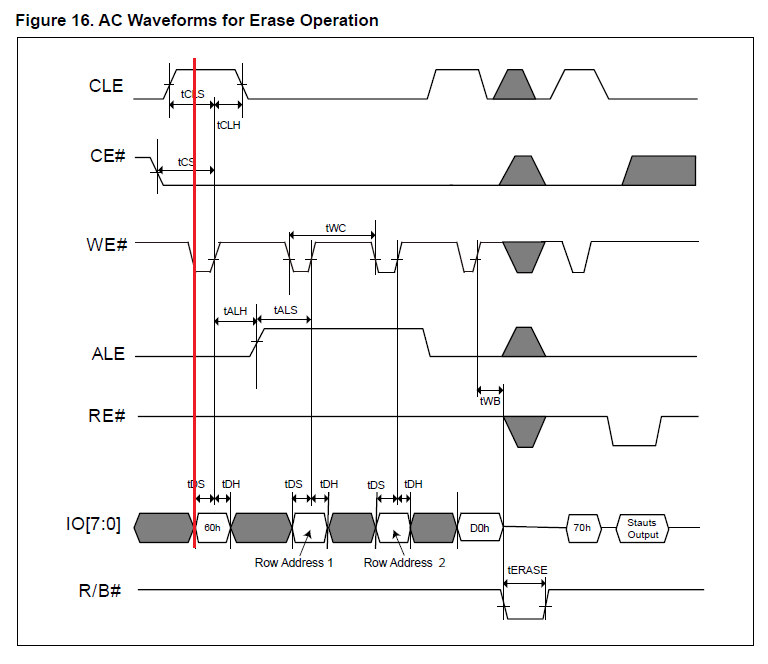 Figure 16. AC Waveforms for Erase Operation
CLE
tCLS
tCLH
CE#
tCS
WE#
tWC
tALH
tALS
ALE
tWB
RE#
tDS
tDH
tDS
tDH
tDS
tDH
IO[7:0]
60h
D0h
70h
Stauts
Output
Row Address 1
Row Address 2
tERASE
R/B#